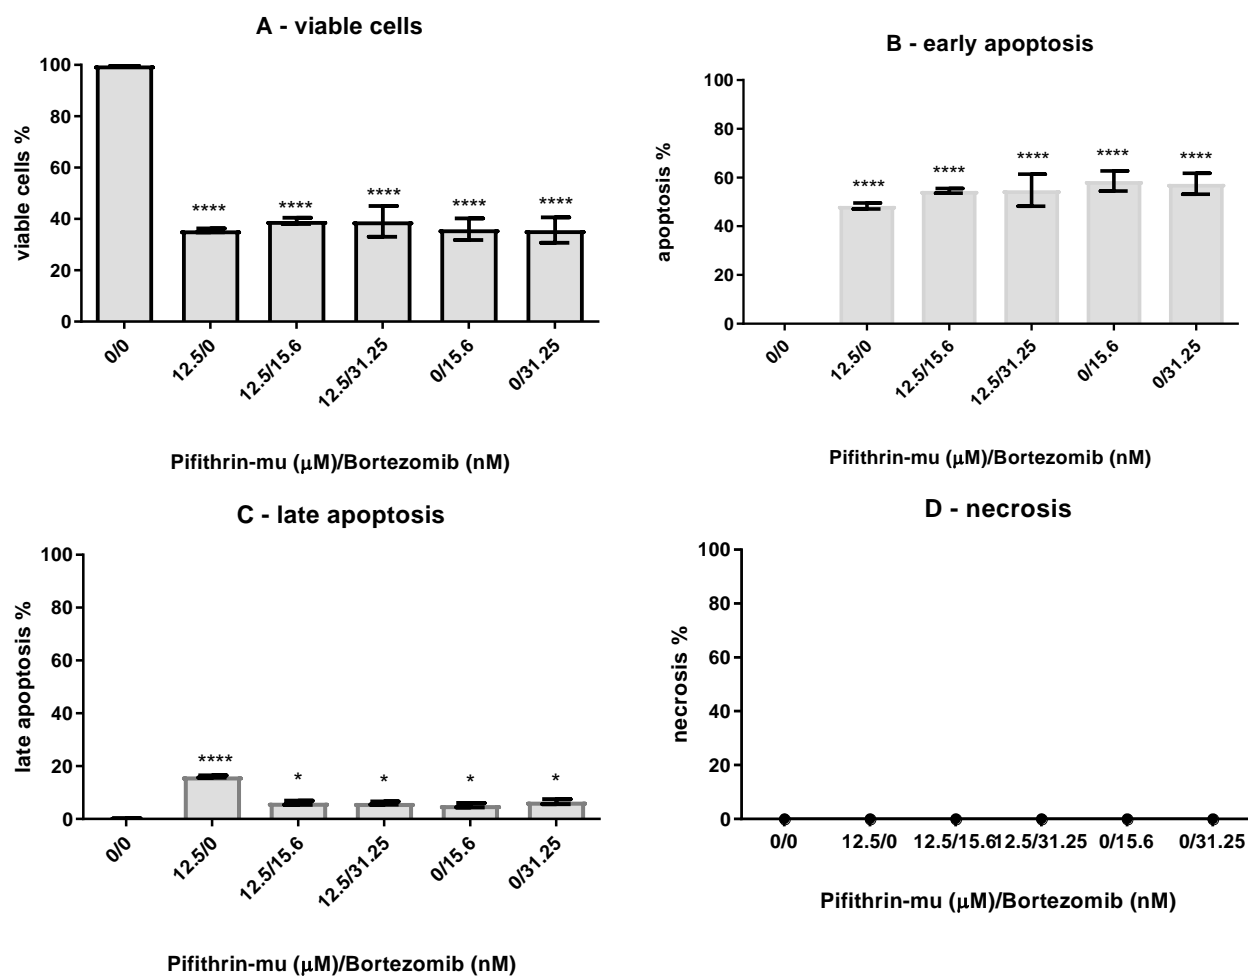 A - viable cells
viable cells %
100
80
60
40
20
0
**** **** **** **** ****
0/0 12.5/0 12.5/15.6 12.5/31.25 0/15.6 0/31.25
Pifithrin-mu (μM)/Bortezomib (nM)
B - early apoptosis
apoptosis %
100
80
60
40
20
0
**** **** **** **** ****
0/0 12.5/0 12.5/15.6 12.5/31.25 0/15.6 0/31.25
Pifithrin-mu (μM)/Bortezomib (nM)
C - late apoptosis
late apoptosis %
100
80
60
40
20
0
**** * * * *
0/0 12.5/0 12.5/15.6 12.5/31.25 0/15.6 0/31.25
Pifithrin-mu (μM)/Bortezomib (nM)
D - necrosis
necrosis %
100
80
60
40
20
0
0/0 12.5/0 12.5/15.6 12.5/31.25 0/15.6 0/31.25
Pifithrin-mu (μM)/Bortezomib (nM)